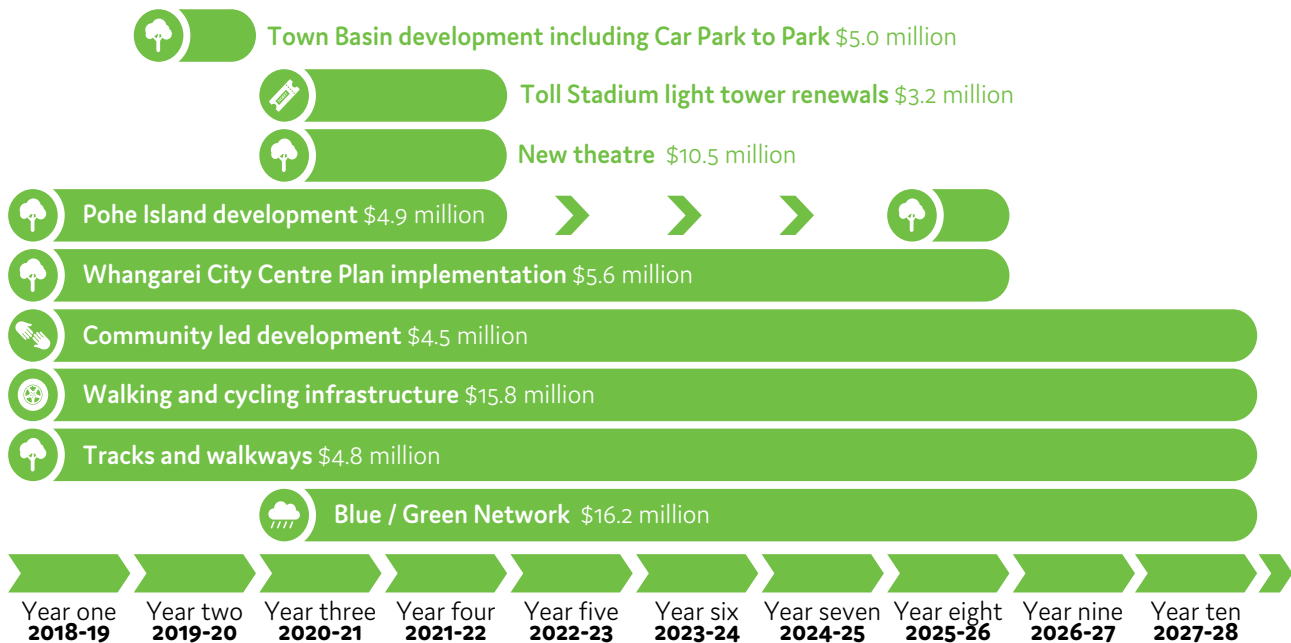 Town Basin development including Car Park to Park $5.0 million
Toll Stadium light tower renewals $3.2 million
New theatre $10.5 million
Pohe Island development $4.9 million
Whangarei City Centre Plan implementation $5.6 million
Community led development $4.5 million
Walking and cycling infrastructure $15.8 million
Tracks and walkways $4.8 million
Blue / Green Network $16.2 million
Year one Year two Year three Year four Year five Year six Year seven Year eight Year nine Year ten
2018-19 2019-20 2020-21 2021-22 2022-23 2023-24 2024-25 2025-26 2026-27 2027-28